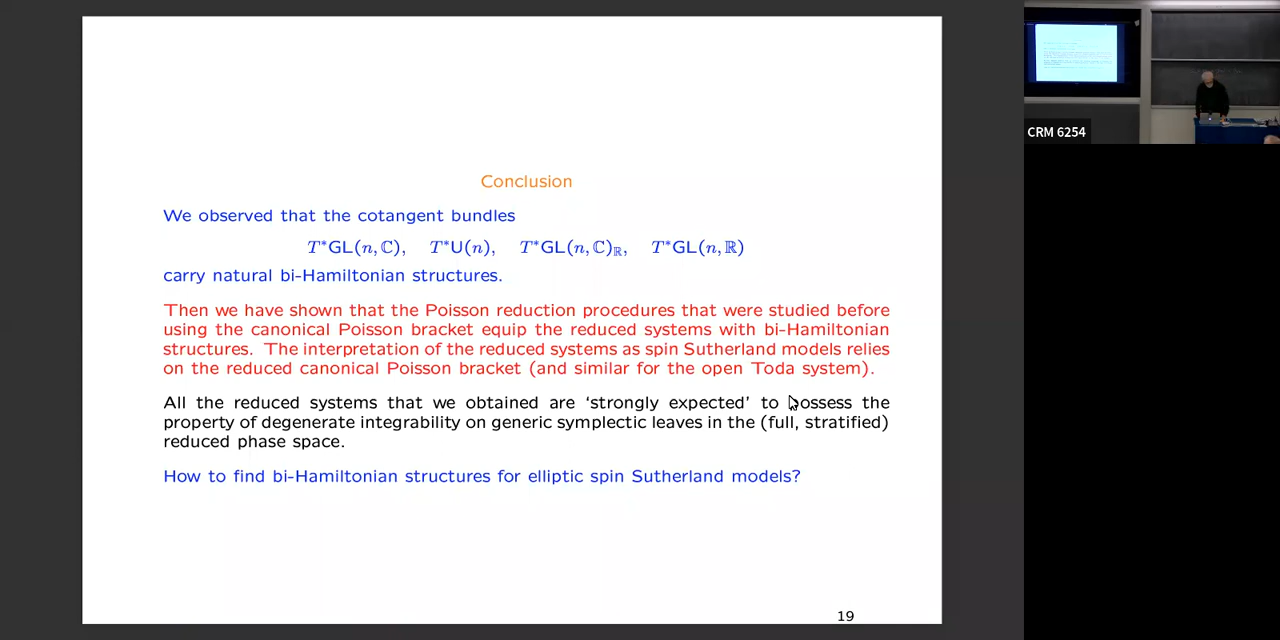 Conclusion
We observed that the cotangent bundles
T*GL(n, ℂ), T*U(n), T*GL(n, ℂ)ℝ, T*GL(n, ℝ)
carry natural bi-Hamiltonian structures.
Then we have shown that the Poisson reduction procedures that were studied before
using the canonical Poisson bracket equip the reduced systems with bi-Hamiltonian
structures. The interpretation of the reduced systems as spin Sutherland models relies
on the reduced canonical Poisson bracket (and similar for the open Toda system).
All the reduced systems that we obtained are ‘strongly expected’ to possess the
property of degenerate integrability on generic symplectic leaves in the (full, stratified)
reduced phase space.
How to find bi-Hamiltonian structures for elliptic spin Sutherland models?
19
CRM 6254